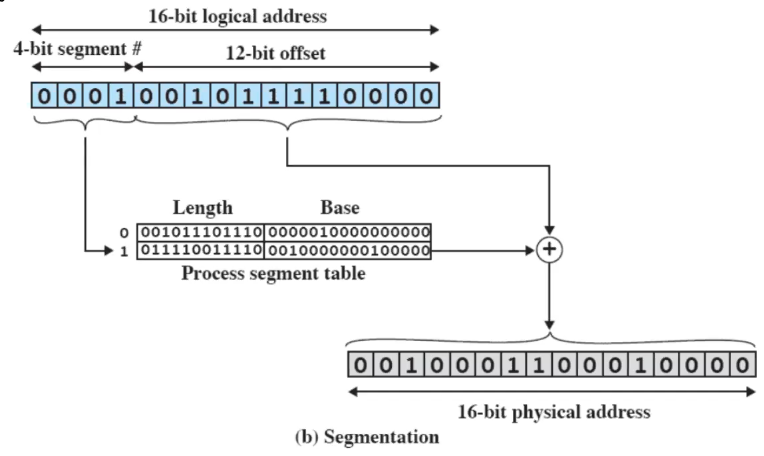 16-bit logical address
4-bit segment #
12-bit offset
0 0 0 1 0 0 1 0 1 1 1 1 0 0 0 0
Length Base
0 001011101110 0000010000000000
1 011110011110 0010000000100000
Process segment table
+
0 0 1 0 0 0 1 1 0 0 0 1 0 0 0 0
16-bit physical address
(b) Segmentation